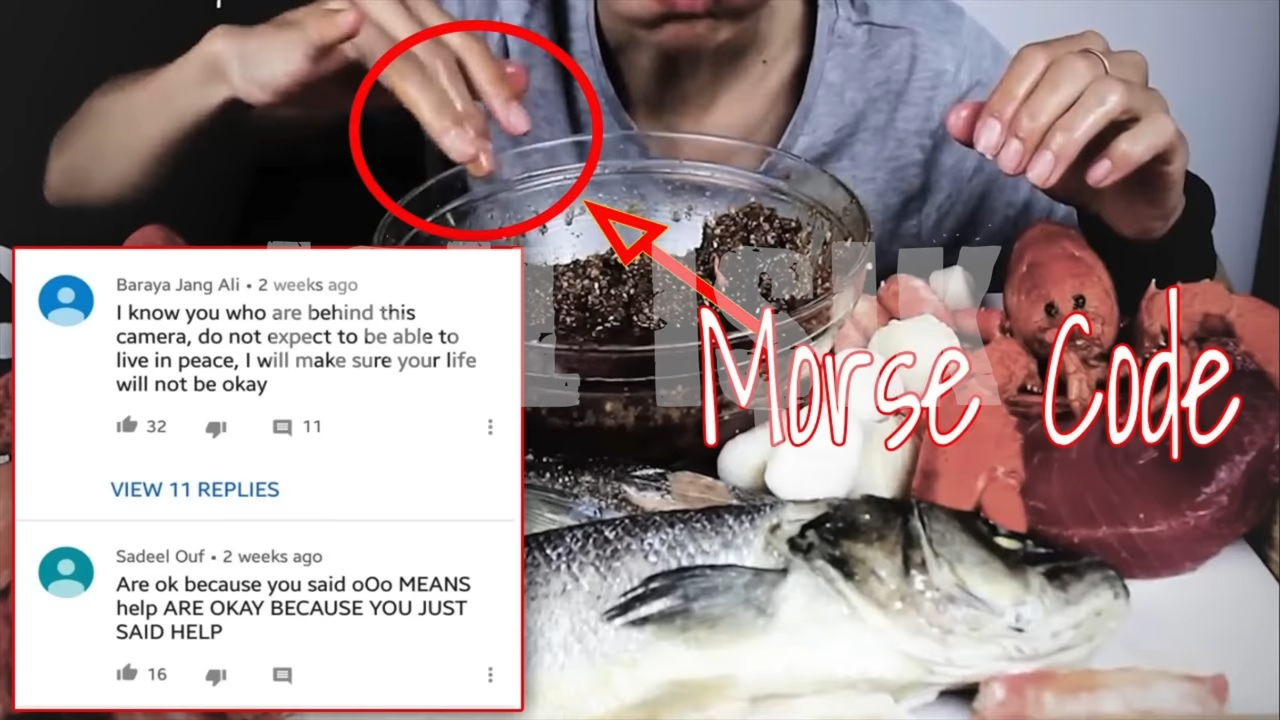 Baraya Jang Ali • 2 weeks ago
I know you who are behind this
camera, do not expect to be able to
live in peace, I will make sure your life
will not be okay
32
11
VIEW 11 REPLIES
Sadeel Ouf • 2 weeks ago
Are ok because you said oOo MEANS
help ARE OKAY BECAUSE YOU JUST
SAID HELP
16
Morse Code